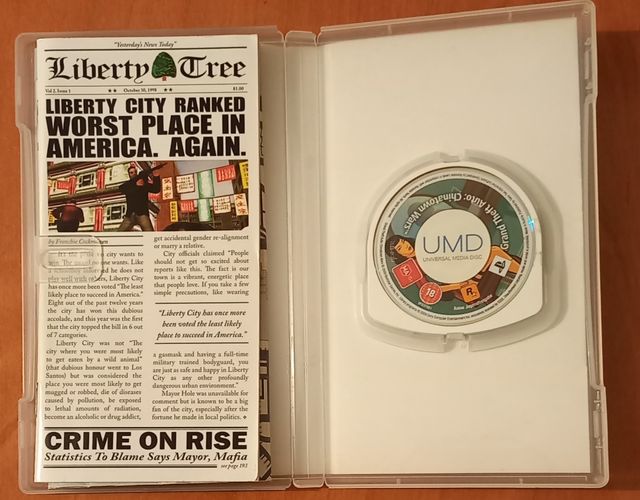 "Yesterday's News Today"
Liberty Tree
Vol 2, Issue 1 ★★ October 30, 1998 ★★ $1.00
LIBERTY CITY RANKED
WORST PLACE IN
AMERICA. AGAIN.
by Franchie Cocks
It's the city wants to
win. The one wants. Like
a he does not
play well with Liberty City
has once more been voted "The least
likely place to succeed in America."
Eight out of the past twelve years
the city has won this dubious
accolade, and this year was the first
that the city topped the bill in 6 out
of 7 categories.
Liberty City was not "The
city where you were most likely
to get eaten by a wild animal"
(that dubious honor went to Los
Santos) but was considered the
place you were most likely to get
mugged or robbed, die of diseases
caused by pollution, be exposed
to lethal amounts of radiation,
become an alcoholic or drug addict,
get accidental gender re-alignment
or marry a relative.
City officials claimed "People
should not get so excited about
reports like this. The fact is our
town is a vibrant, energetic place
that people love. If you take a few
simple precautions, like wearing
"Liberty City has once more
been voted the least likely
place to succeed in America."
a gasmask and having a full-time
military trained bodyguard, you
are just as safe and happy in Liberty
City as any other profoundly
dangerous urban environment."
Mayor Hole was unavailable for
comment but is known to be a big
fan of the city, especially after the
fortune he made in local politics.
CRIME ON RISE
Statistics To Blame Says Mayor, Mafia
see page 193
Grand Theft Auto: Chinatown Wars
UMD
UNIVERSAL MEDIA DISC
18
R